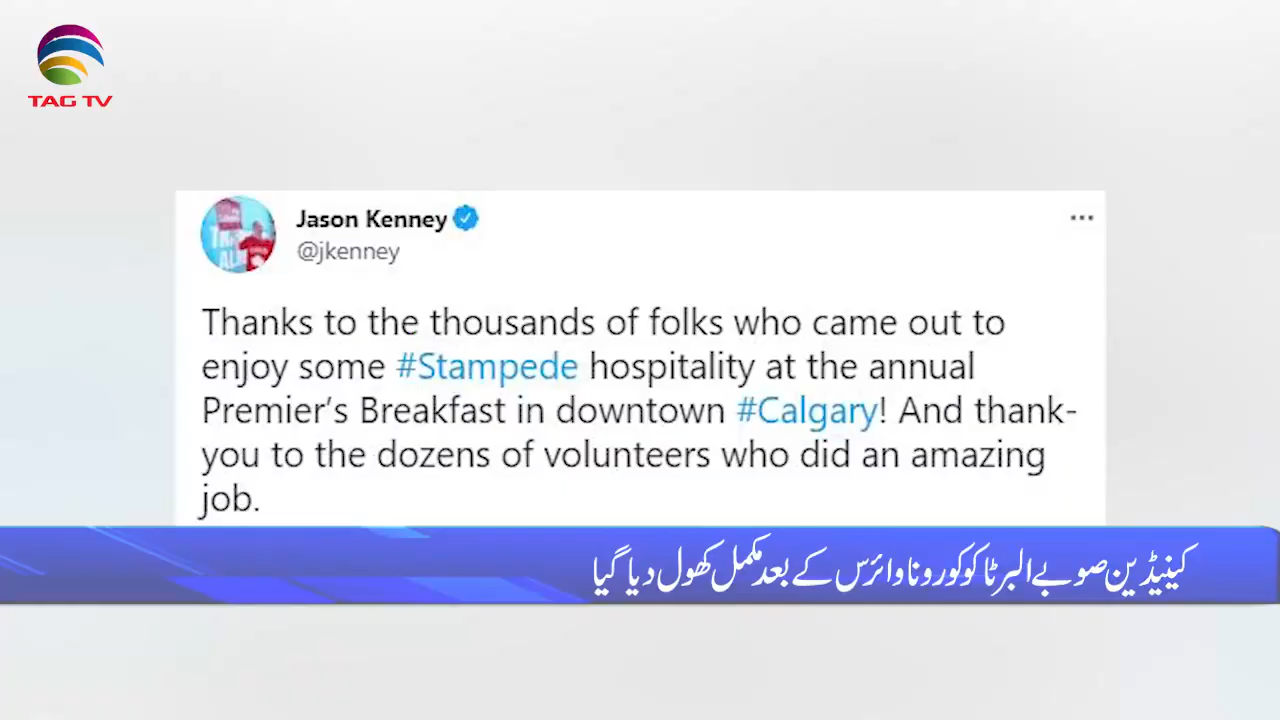 TAG TV
Jason Kenney
@jkenney
Thanks to the thousands of folks who came out to
enjoy some #Stampede hospitality at the annual
Premier's Breakfast in downtown #Calgary! And thank-
you to the dozens of volunteers who did an amazing
job.
کینیڈین صوبے البرٹا کو کورونا وائرس کے بعد مکمل کھول دیا گیا